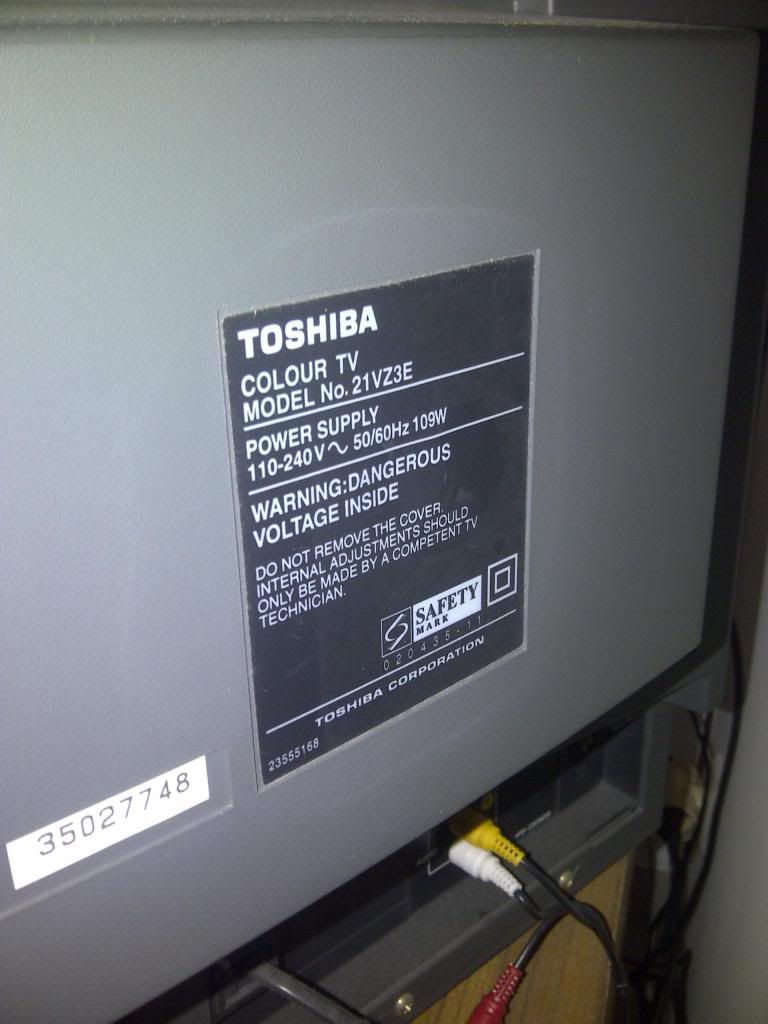 TOSHIBA
COLOUR TV
MODEL No. 21VZ3E
POWER SUPPLY
110-240V ~ 50/60Hz 109W
WARNING:DANGEROUS
VOLTAGE INSIDE
DO NOT REMOVE THE COVER.
INTERNAL ADJUSTMENTS SHOULD
ONLY BE MADE BY A COMPETENT TV
TECHNICIAN.
SAFETY
MARK
020435-11
TOSHIBA CORPORATION
23555168
35027748